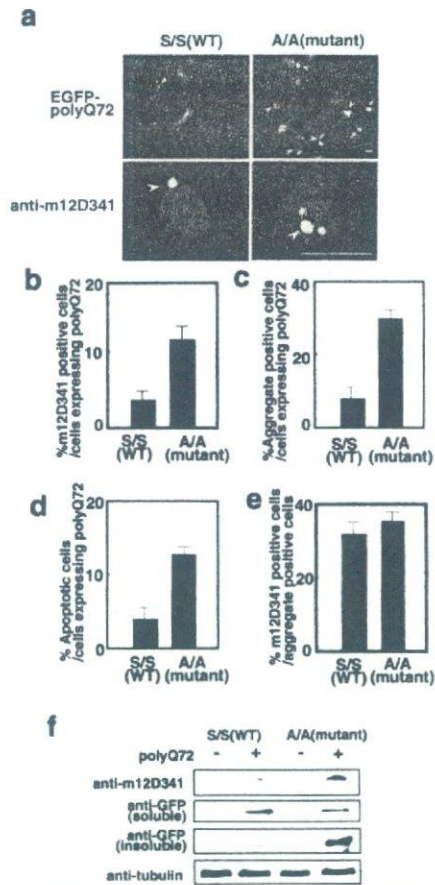 a
S/S(WT) A/A(mutant)
EGFP-
polyQ72
anti-m12D341
b
%m12D341 positive cells
/cells expressing polyQ72
20
10
0
S/S
(WT)
A/A
(mutant)
c
%Aggregate positive cells
/cells expressing polyQ72
40
20
0
S/S
(WT)
A/A
(mutant)
d
% Apoptotic cells
/cells expressing polyQ72
20
10
0
S/S
(WT)
A/A
(mutant)
e
% m12D341 positive cells
/aggregate positive cells
40
20
0
S/S
(WT)
A/A
(mutant)
f
S/S(WT) A/A(mutant)
polyQ72 - + - +
anti-m12D341
anti-GFP
(soluble)
anti-GFP
(insoluble)
anti-tubulin